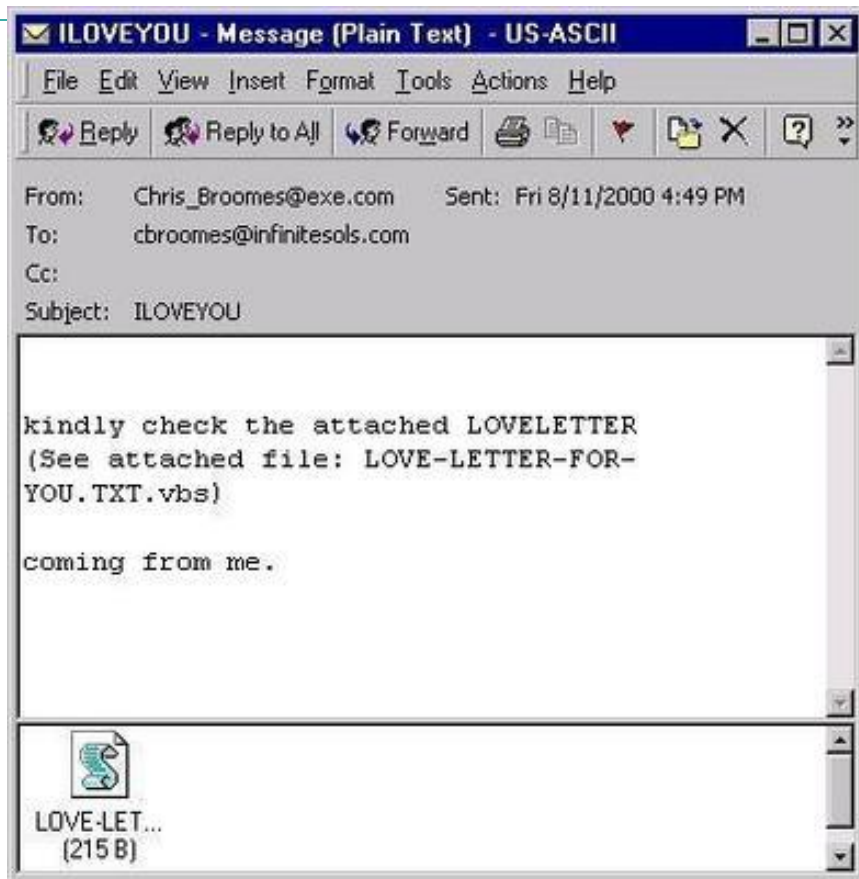 ILOVEYOU - Message (Plain Text) - US-ASCII
File Edit View Insert Format Tools Actions Help
Reply Reply to All Forward
From: Chris_Broomes@exe.com Sent: Fri 8/11/2000 4:49 PM
To: cbroomes@infinitesols.com
Cc:
Subject: ILOVEYOU
kindly check the attached LOVELETTER
(See attached file: LOVE-LETTER-FOR-
YOU.TXT.vbs)
coming from me.
LOVE-LET...
(215 B)